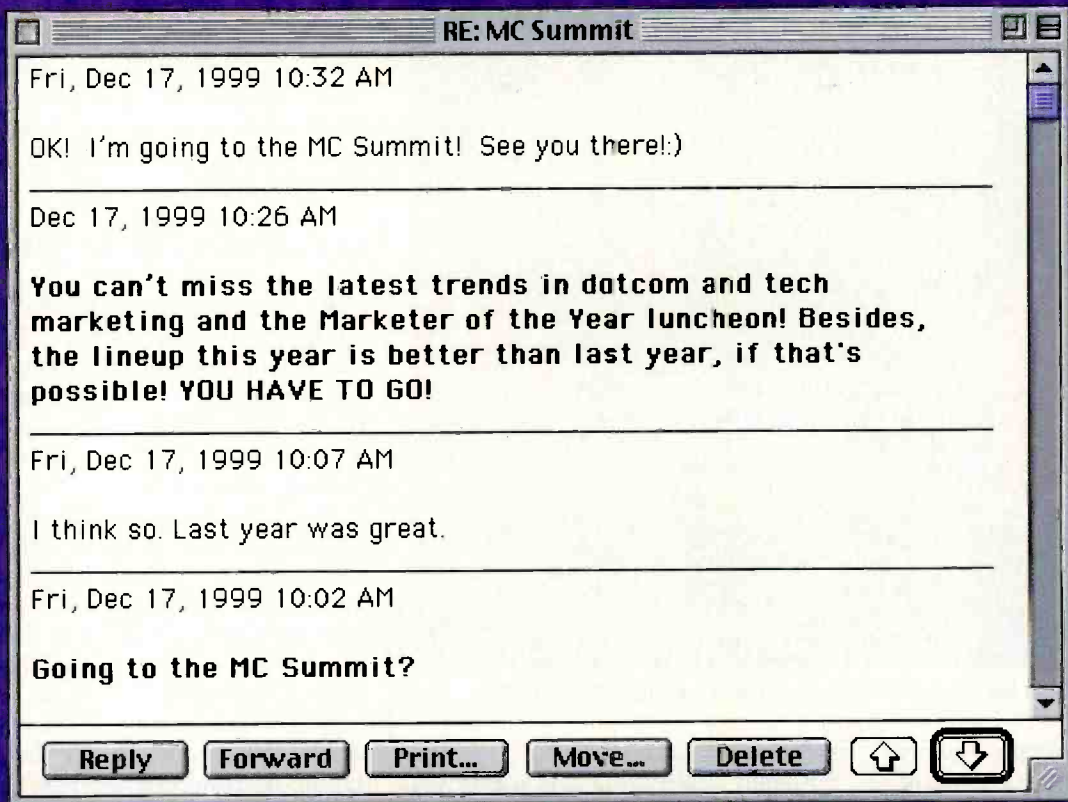 RE: MC Summit
Fri, Dec 17, 1999 10:32 AM
OK! I'm going to the MC Summit! See you there!:)
Dec 17, 1999 10:26 AM
You can't miss the latest trends in dotcom and tech
marketing and the Marketer of the Year luncheon! Besides,
the lineup this year is better than last year, if that's
possible! YOU HAVE TO GO!
Fri, Dec 17, 1999 10:07 AM
I think so. Last year was great.
Fri, Dec 17, 1999 10:02 AM
Going to the MC Summit?
Reply Forward Print... Move... Delete